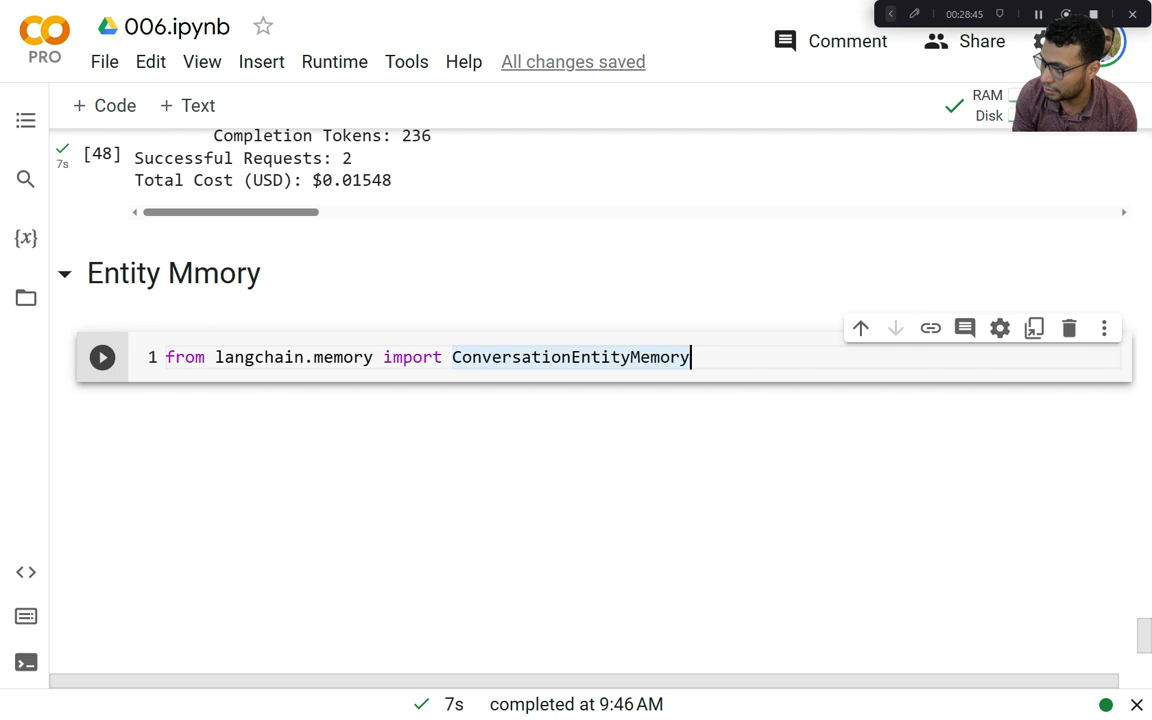 006.ipynb
PRO
File Edit View Insert Runtime Tools Help All changes saved
00:28:45
Comment
Share
+ Code + Text
RAM
Disk
Completion Tokens: 236
[48] Successful Requests: 2
7s
Total Cost (USD): $0.01548
{x}
Entity Mmory
1 from langchain.memory import ConversationEntityMemory
7s completed at 9:46 AM